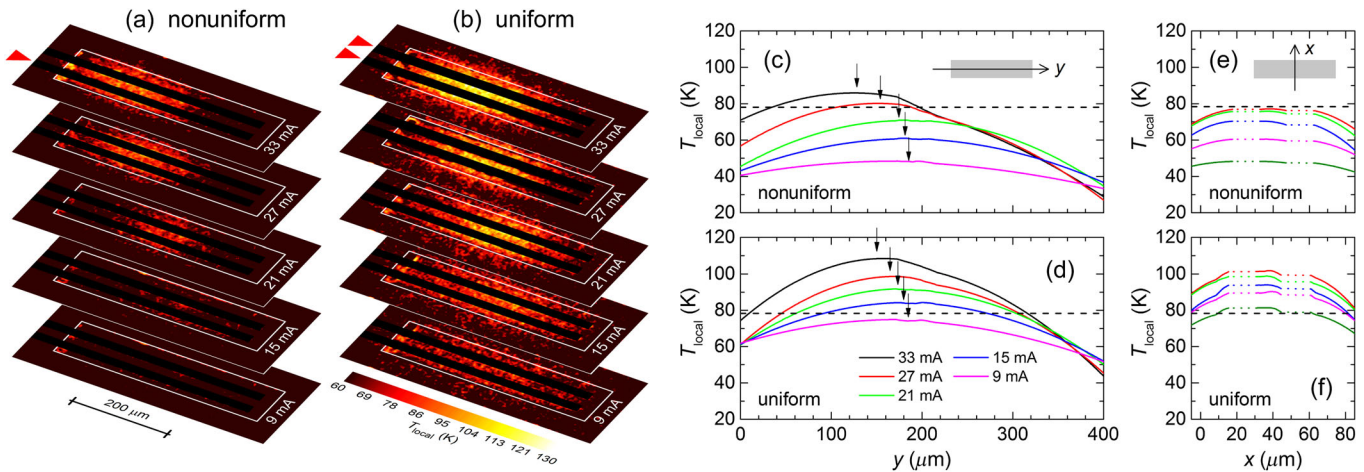 (a) nonuniform
33 mA
27 mA
21 mA
15 mA
9 mA
200 μm
(b) uniform
33 mA
27 mA
21 mA
15 mA
9 mA
60 69 78 86 95 104 113 121 130
T_local (K)
(c)
y
T_local (K)
120
100
80
60
40
20
nonuniform
(d)
T_local (K)
120
100
80
60
40
20
uniform
33 mA
27 mA
21 mA
15 mA
9 mA
0 100 200 300 400
y (μm)
(e)
x
T_local (K)
120
100
80
60
40
20
nonuniform
(f)
T_local (K)
120
100
80
60
40
20
uniform
0 20 40 60 80
x (μm)